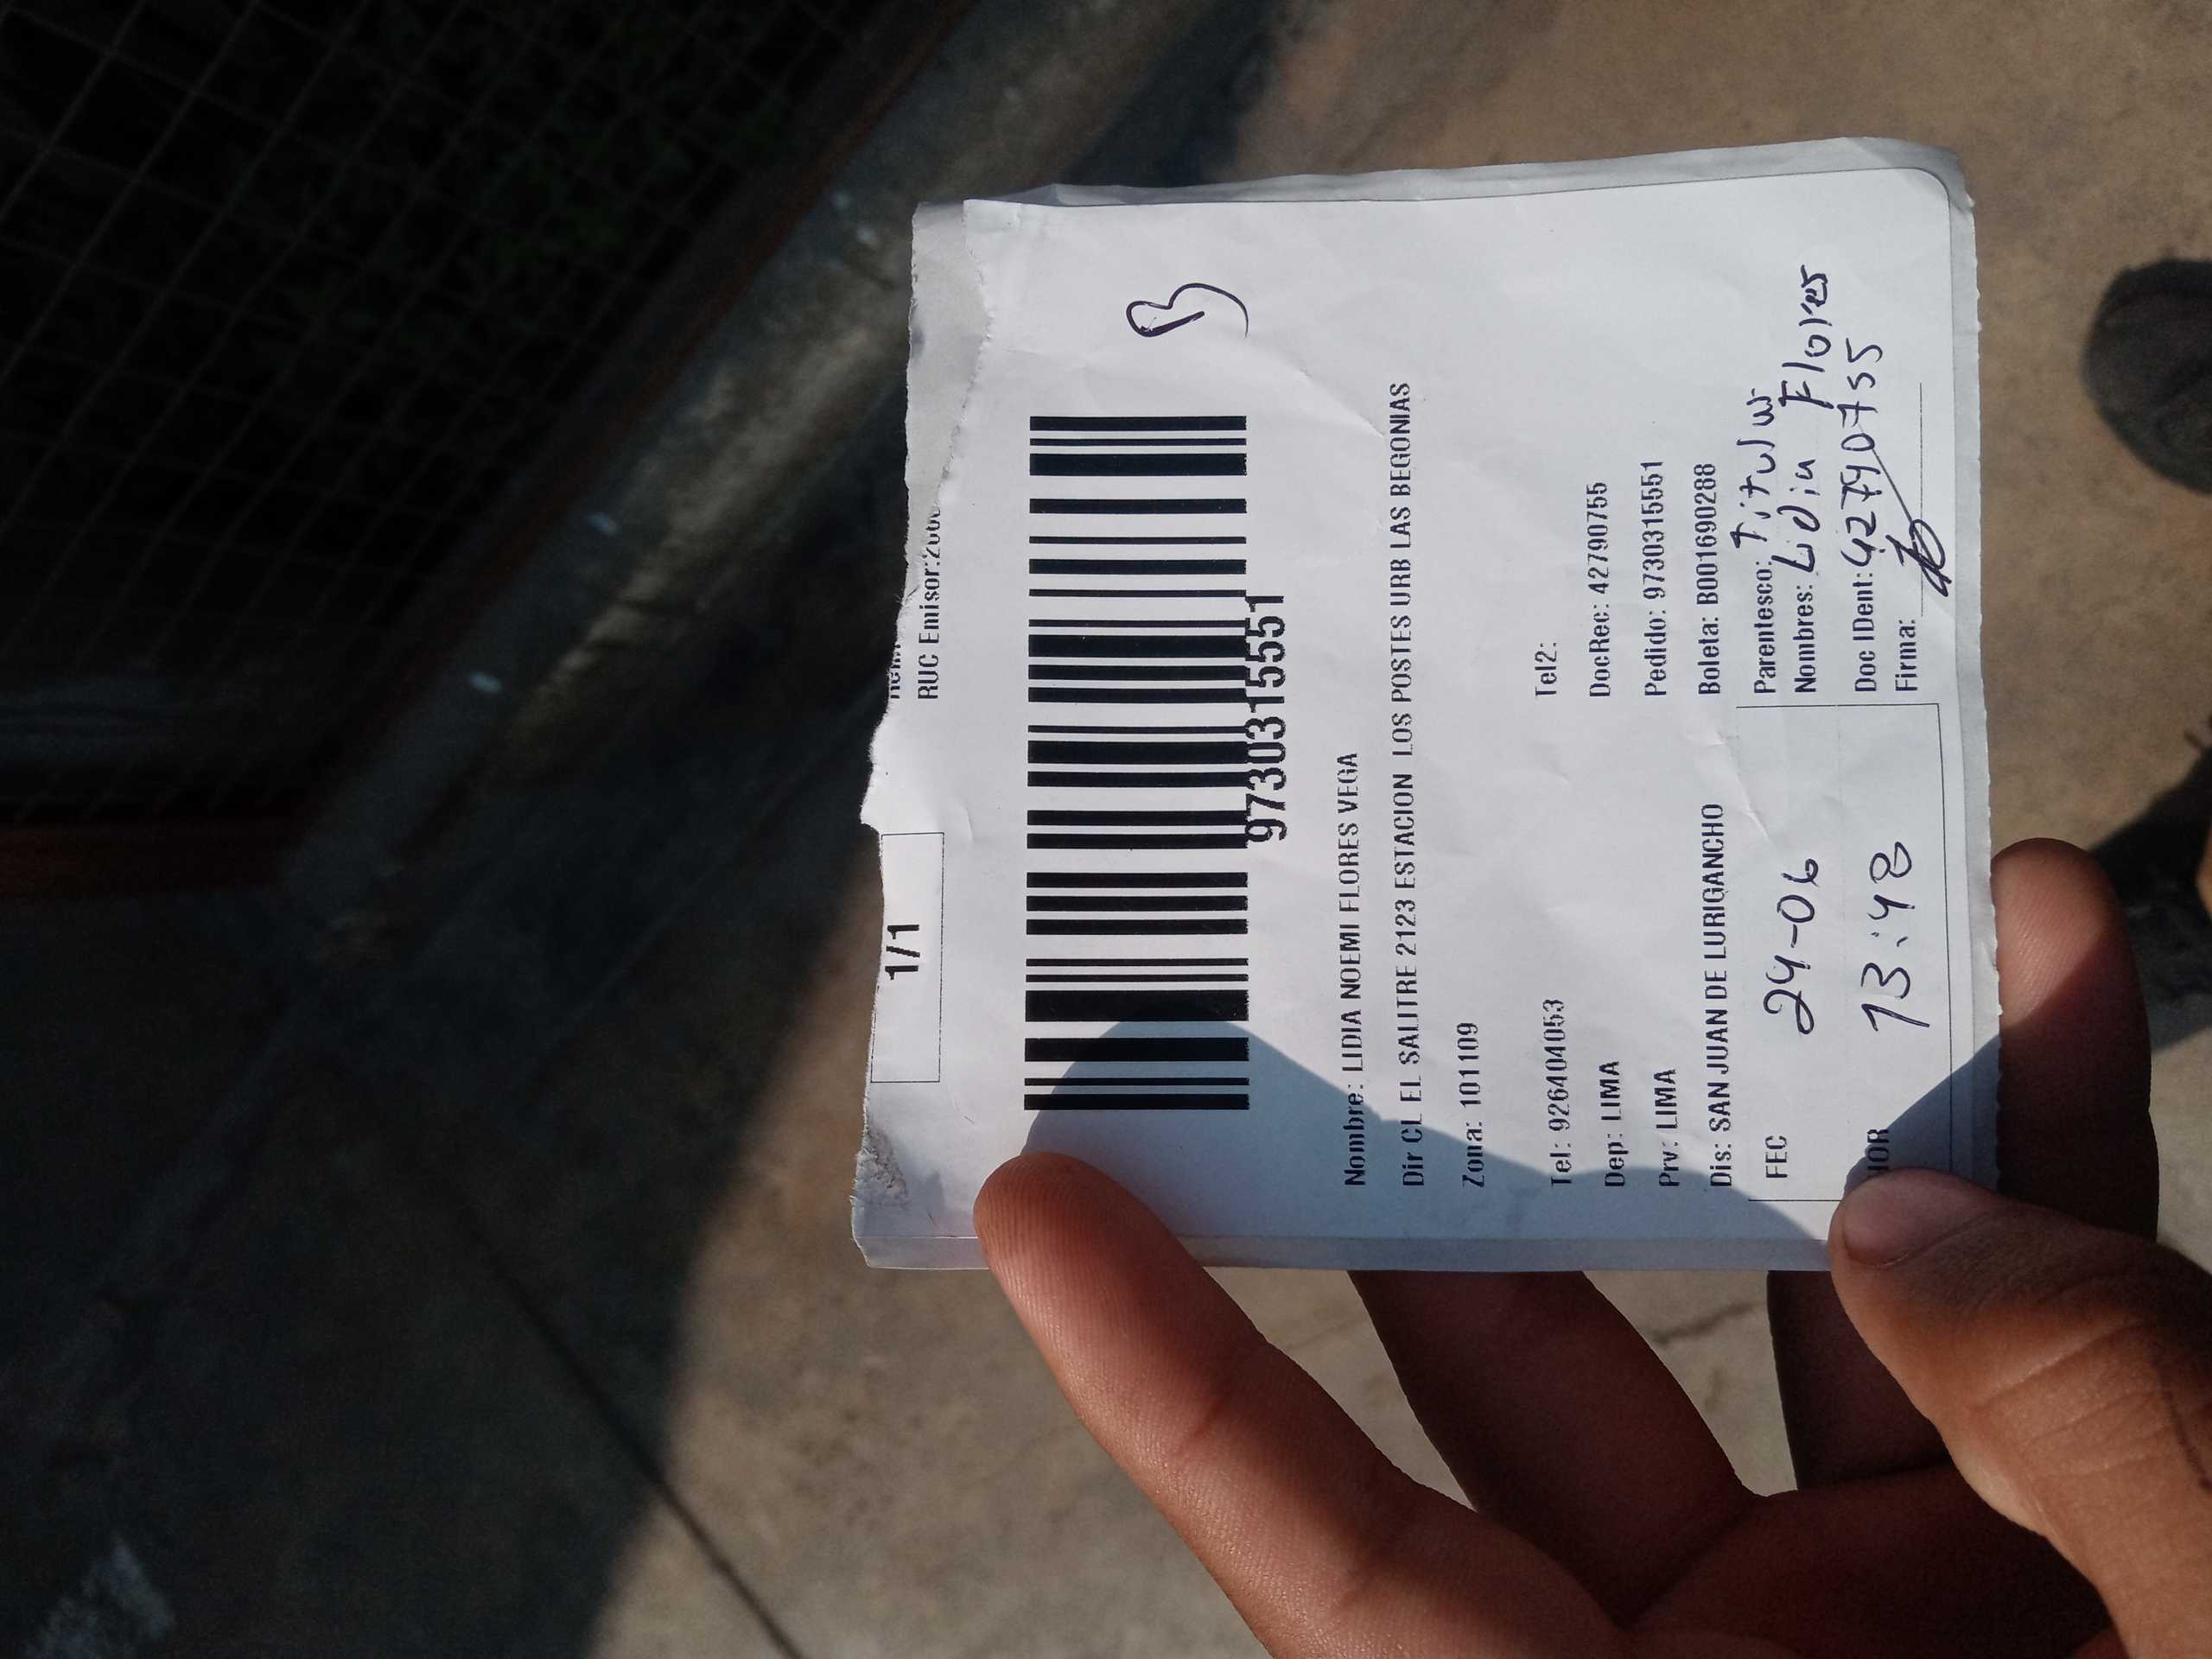 1/1
RUC Emisor:
9730315551
Nombre: LIDIA NOEMI FLORES VEGA
Dir CL EL SALITRE 2123 ESTACION LOS POSTES URB LAS BEGONIAS
Zona: 101109
Tel: 926404053 Tel2:
Dep: LIMA DocRec: 42790755
Prv: LIMA Pedido: 9730315551
Dis: SAN JUAN DE LURIGANCHO Boleta: B001690288
FEC 24-06
HOR 13:48
Parentesco: Titular
Nombres: Lidia Flores
Doc IDent: 42790755
Firma: